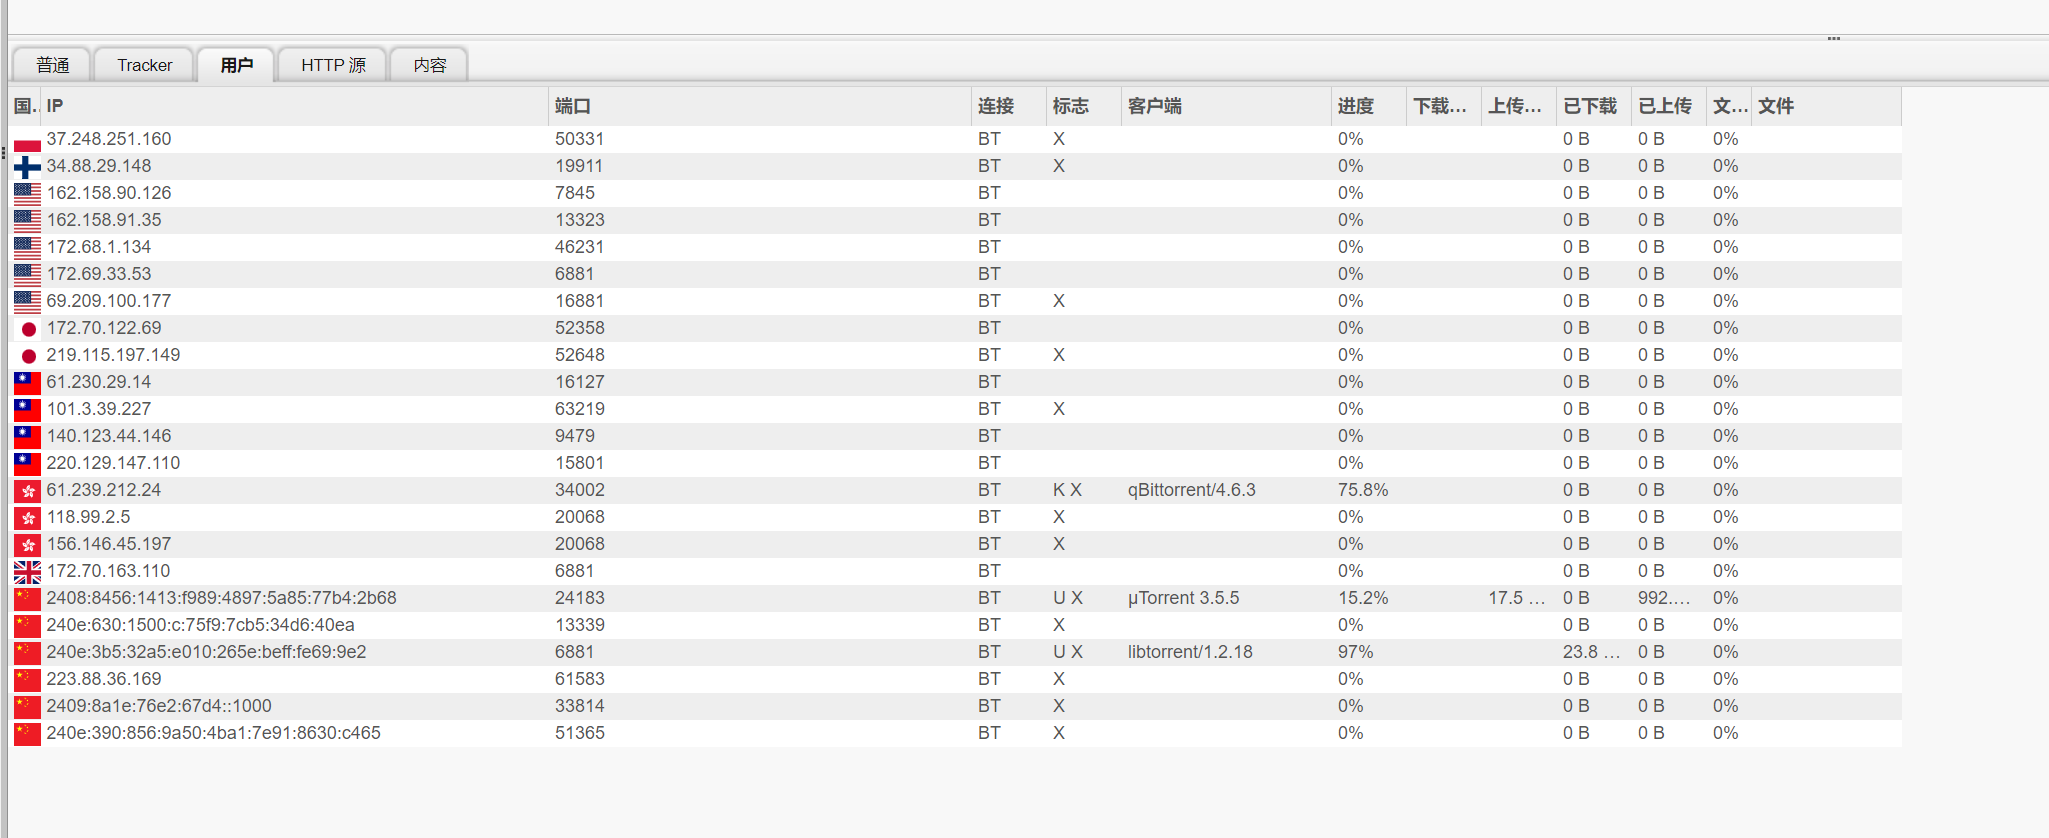 普通 Tracker 用户 HTTP 源 内容
国.. IP 端口 连接 标志 客户端 进度 下载... 上传... 已下载 已上传 文... 文件
37.248.251.160 50331 BT X 0% 0 B 0 B 0%
34.88.29.148 19911 BT X 0% 0 B 0 B 0%
162.158.90.126 7845 BT 0% 0 B 0 B 0%
162.158.91.35 13323 BT 0% 0 B 0 B 0%
172.68.1.134 46231 BT 0% 0 B 0 B 0%
172.69.33.53 6881 BT 0% 0 B 0 B 0%
69.209.100.177 16881 BT X 0% 0 B 0 B 0%
172.70.122.69 52358 BT 0% 0 B 0 B 0%
219.115.197.149 52648 BT X 0% 0 B 0 B 0%
61.230.29.14 16127 BT 0% 0 B 0 B 0%
101.3.39.227 63219 BT X 0% 0 B 0 B 0%
140.123.44.146 9479 BT 0% 0 B 0 B 0%
220.129.147.110 15801 BT 0% 0 B 0 B 0%
61.239.212.24 34002 BT K X qBittorrent/4.6.3 75.8% 0 B 0 B 0%
118.99.2.5 20068 BT X 0% 0 B 0 B 0%
156.146.45.197 20068 BT X 0% 0 B 0 B 0%
172.70.163.110 6881 BT 0% 0 B 0 B 0%
2408:8456:1413:f989:4897:5a85:77b4:2b68 24183 BT U X μTorrent 3.5.5 15.2% 17.5 ... 0 B 992.... 0%
240e:630:1500:c:75f9:7cb5:34d6:40ea 13339 BT X 0% 0 B 0 B 0%
240e:3b5:32a5:e010:265e:beff:fe69:9e2 6881 BT U X libtorrent/1.2.18 97% 23.8 ... 0 B 0%
223.88.36.169 61583 BT X 0% 0 B 0 B 0%
2409:8a1e:76e2:67d4::1000 33814 BT X 0% 0 B 0 B 0%
240e:390:856:9a50:4ba1:7e91:8630:c465 51365 BT X 0% 0 B 0 B 0%